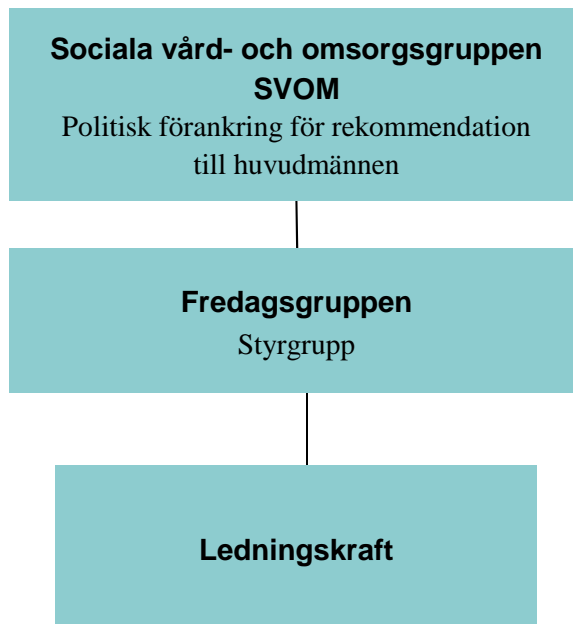 Sociala vård- och omsorgsgruppen
SVOM
Politisk förankring för rekommendation
till huvudmännen
Fredagsgruppen
Styrgrupp
Ledningskraft